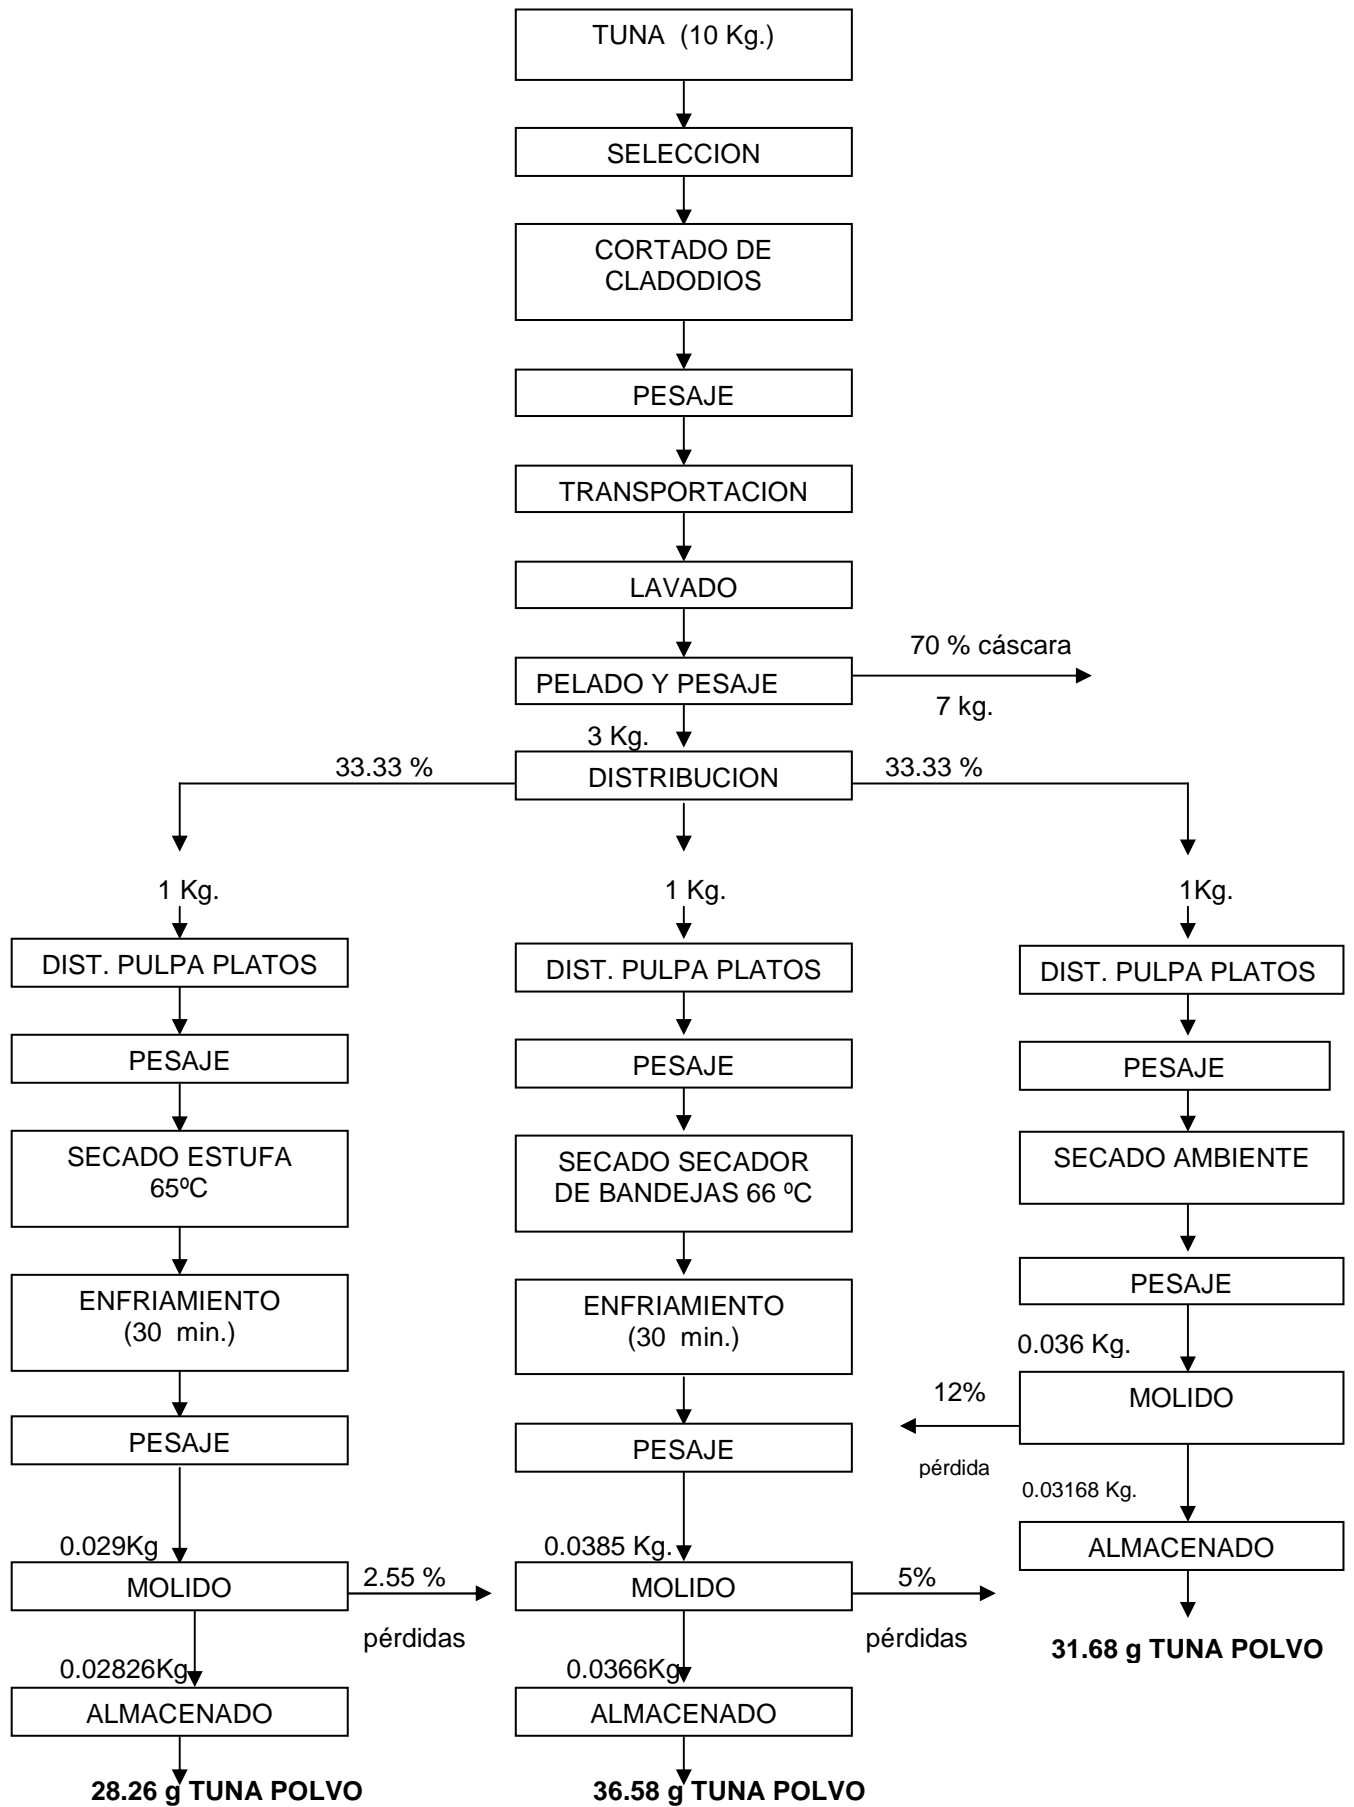 TUNA (10 Kg.)
SELECCION
CORTADO DE
CLADODIOS
PESAJE
TRANSPORTACION
LAVADO
70 % cáscara
PELADO Y PESAJE
7 kg.
3 Kg.
33.33 %
DISTRIBUCION
33.33 %
1 Kg.
1 Kg.
1Kg.
DIST. PULPA PLATOS
DIST. PULPA PLATOS
DIST. PULPA PLATOS
PESAJE
PESAJE
PESAJE
SECADO ESTUFA
65ºC
SECADO SECADOR
DE BANDEJAS 66 ºC
SECADO AMBIENTE
ENFRIAMIENTO
(30 min.)
ENFRIAMIENTO
(30 min.)
PESAJE
0.036 Kg.
12%
MOLIDO
pérdida
PESAJE
PESAJE
0.03168 Kg.
ALMACENADO
0.029Kg
0.0385 Kg.
MOLIDO
2.55 %
pérdidas
MOLIDO
5%
pérdidas
31.68 g TUNA POLVO
0.02826Kg
0.0366Kg
ALMACENADO
ALMACENADO
28.26 g TUNA POLVO
36.58 g TUNA POLVO